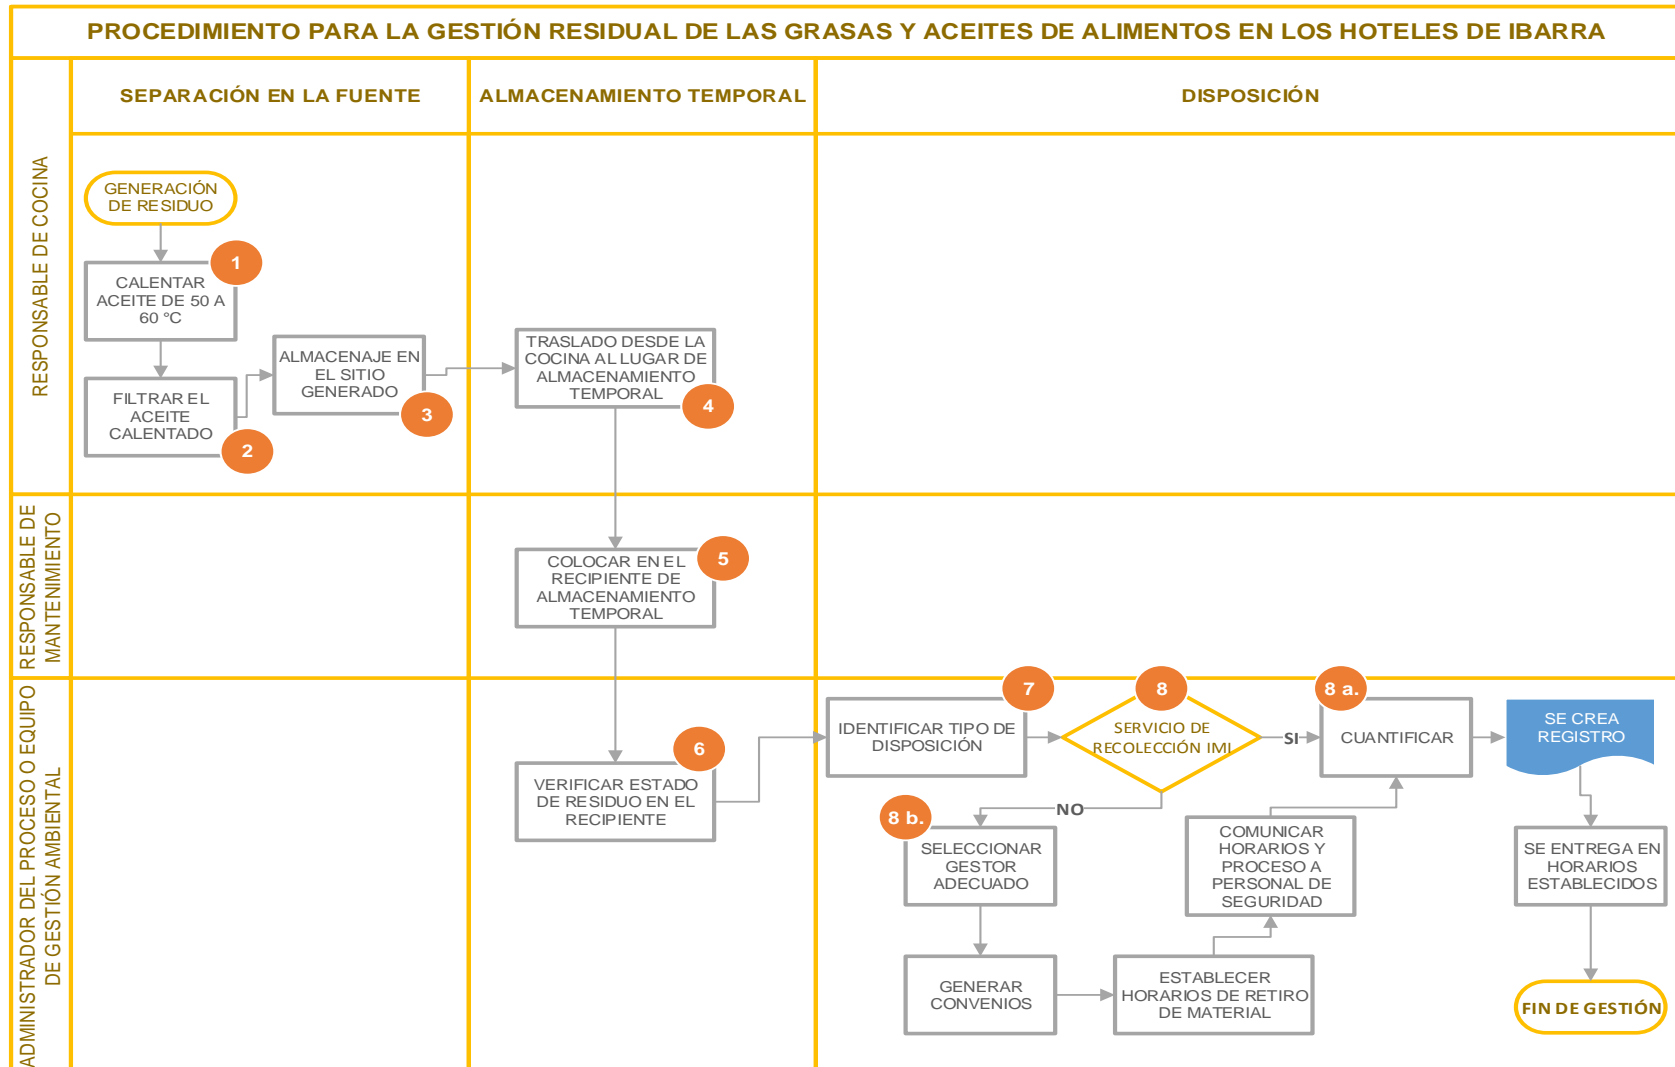 PROCEDIMIENTO PARA LA GESTIÓN RESIDUAL DE LAS GRASAS Y ACEITES DE ALIMENTOS EN LOS HOTELES DE IBARRA
SEPARACIÓN EN LA FUENTE
ALMACENAMIENTO TEMPORAL
DISPOSICIÓN
RESPONSABLE DE COCINA
GENERACIÓN
DE RESIDUO
1
CALENTAR
ACEITE DE 50 A
60 °C
FILTRAR EL
ACEITE
CALENTADO
2
ALMACENAJE EN
EL SITIO
GENERADO
3
TRASLADO DESDE LA
COCINA AL LUGAR DE
ALMACENAMIENTO
TEMPORAL
4
RESPONSABLE DE
MANTENIMIENTO
5
COLOCAR EN EL
RECIPIENTE DE
ALMACENAMIENTO
TEMPORAL
ADMINISTRADOR DEL PROCESO O EQUIPO
DE GESTIÓN AMBIENTAL
6
VERIFICAR ESTADO
DE RESIDUO EN EL
RECIPIENTE
7
IDENTIFICAR TIPO DE
DISPOSICIÓN
8
SERVICIO DE
RECOLECCIÓN IMI
SI
8 a.
CUANTIFICAR
SE CREA
REGISTRO
NO
8 b.
SELECCIONAR
GESTOR
ADECUADO
GENERAR
CONVENIOS
ESTABLECER
HORARIOS DE RETIRO
DE MATERIAL
COMUNICAR
HORARIOS Y
PROCESO A
PERSONAL DE
SEGURIDAD
SE ENTREGA EN
HORARIOS
ESTABLECIDOS
FIN DE GESTIÓN